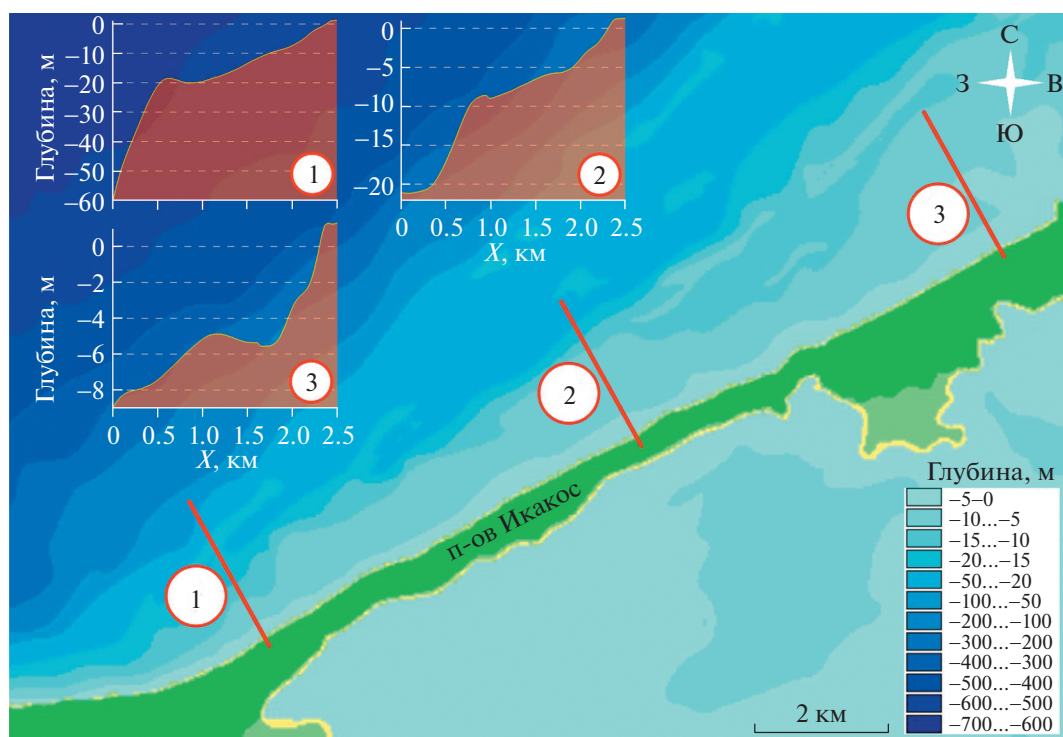 Глубина, м
0
−10
−20
−30
−40
−50
−60
1
0
−5
−10
−15
−20
2
0 0.5 1.0 1.5 2.0 2.5
X, км
Глубина, м
0
−2
−4
−6
−8
3
0 0.5 1.0 1.5 2.0 2.5
X, км
С
З В
Ю
3
2
1
п-ов Икакос
2 км
Глубина, м
−5−0
−10...−5
−15...−10
−20...−15
−50...−20
−100...−50
−200...−100
−300...−200
−400...−300
−500...−400
−600...−500
−700...−600